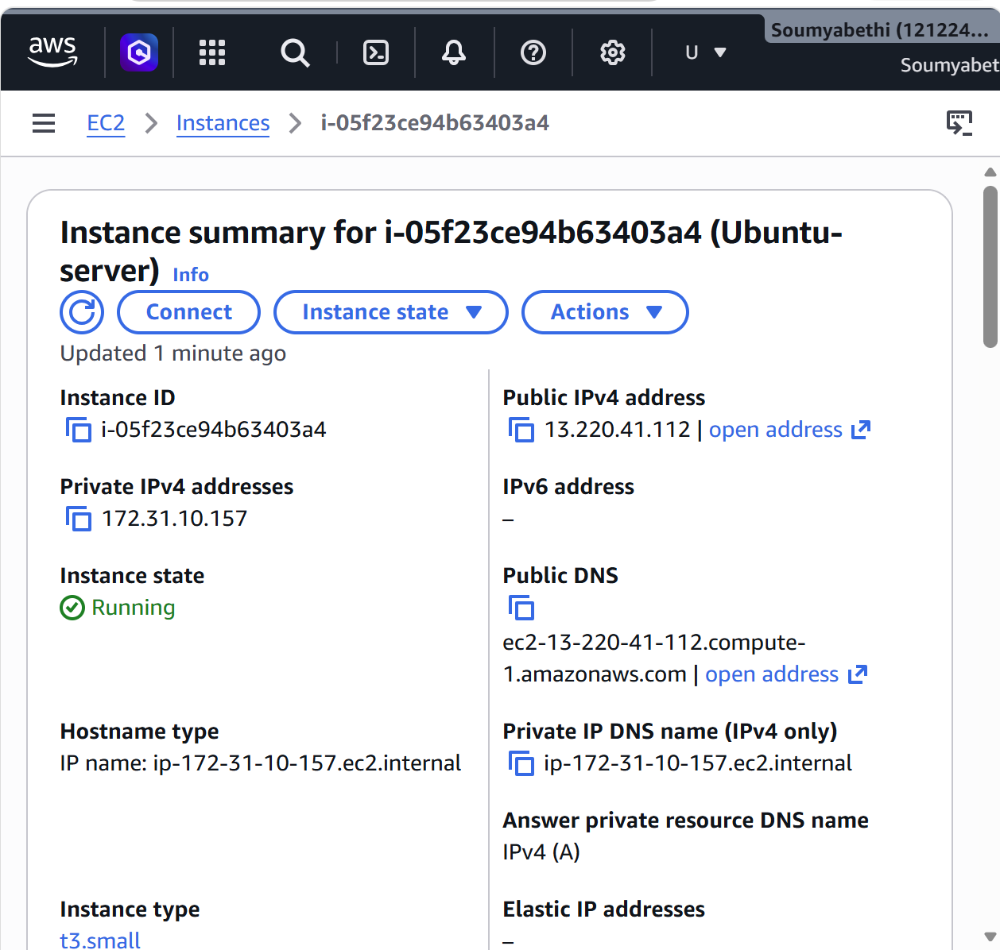 aws
U
Soumyabethi (121224...
Soumyabet
EC2 Instances i-05f23ce94b63403a4
Instance summary for i-05f23ce94b63403a4 (Ubuntu-
server) Info
Connect Instance state Actions
Updated 1 minute ago
Instance ID
i-05f23ce94b63403a4
Public IPv4 address
13.220.41.112 | open address
Private IPv4 addresses
172.31.10.157
IPv6 address
–
Instance state
Running
Public DNS
ec2-13-220-41-112.compute-
1.amazonaws.com | open address
Hostname type
IP name: ip-172-31-10-157.ec2.internal
Private IP DNS name (IPv4 only)
ip-172-31-10-157.ec2.internal
Answer private resource DNS name
IPv4 (A)
Instance type
t3.small
Elastic IP addresses
–